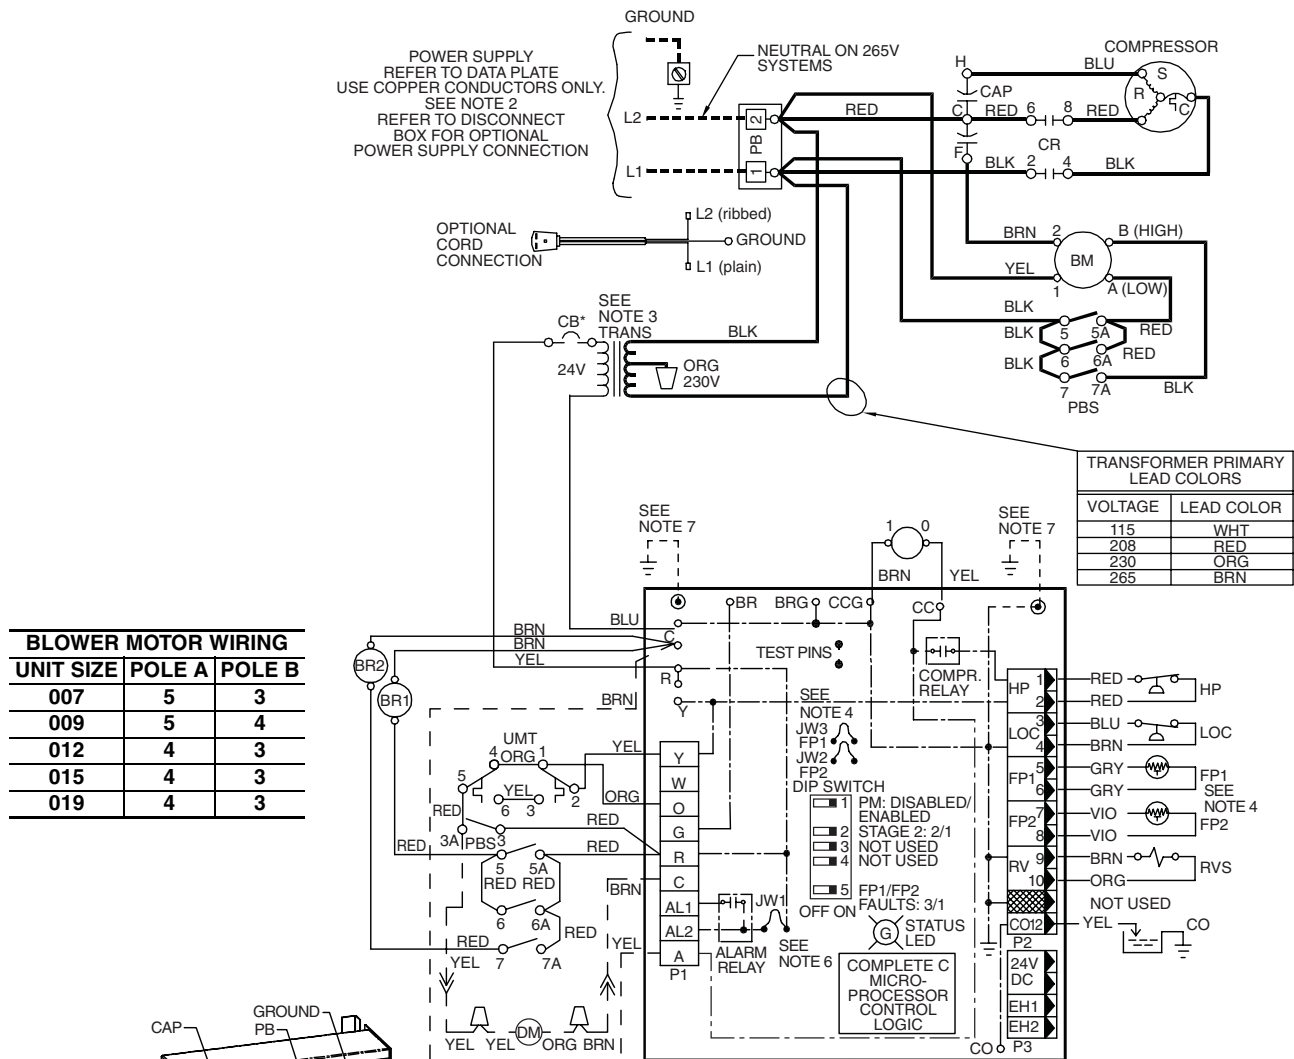 GROUND
POWER SUPPLY
REFER TO DATA PLATE
USE COPPER CONDUCTORS ONLY.
SEE NOTE 2
REFER TO DISCONNECT
BOX FOR OPTIONAL
POWER SUPPLY CONNECTION
L2
L1
NEUTRAL ON 265V
SYSTEMS
PB
2
1
RED
H
CAP
C
F
BLU
COMPRESSOR
S
R
C
RED 6 8 RED
CR
BLK 2 4 BLK
OPTIONAL
CORD
CONNECTION
L2 (ribbed)
GROUND
L1 (plain)
BRN 2
B (HIGH)
BM
YEL
1
A (LOW)
BLK
BLK 5 5A RED
BLK 6 6A RED
7 7A BLK
PBS
SEE
NOTE 3
TRANS
CB*
24V
BLK
ORG
230V
TRANSFORMER PRIMARY
LEAD COLORS
VOLTAGE LEAD COLOR
115 WHT
208 RED
230 ORG
265 BRN
BLOWER MOTOR WIRING
UNIT SIZE POLE A POLE B
007 5 3
009 5 4
012 4 3
015 4 3
019 4 3
SEE
NOTE 7
1 0
BRN YEL
SEE
NOTE 7
BR BRG CCG CC
BLU
C
BRN
BRN
YEL
R
BRN
Y
BR2
BR1
TEST PINS
COMPR.
RELAY
SEE
NOTE 4
JW3
FP1
JW2
FP2
DIP SWITCH
1 PM: DISABLED/
ENABLED
2 STAGE 2: 2/1
3 NOT USED
4 NOT USED
5 FP1/FP2
FAULTS: 3/1
OFF ON
G STATUS
LED
COMPLETE C
MICRO-
PROCESSOR
CONTROL
LOGIC
UMT
4 ORG 1
YEL
5 YEL 2
6 3
ORG
RED
RED
3A PBS 3
RED
5 5A RED
RED RED
6 6A
RED
RED
7 7A
YEL
BRN
YEL
Y
W
O
G
R
C
AL1
AL2
A
P1
ALARM
RELAY
JW1
SEE
NOTE 6
YEL YEL DM ORG BRN
HP 1 RED HP
2 RED
LOC 3 BLU LOC
4 BRN
FP1 5 GRY FP1
6 GRY SEE
NOTE 4
FP2 7 VIO FP2
8 VIO
RV 9 BRN RVS
10 ORG
NOT USED
CO12 YEL CO
P2
24V
DC
EH1
EH2
P3
CO
CAP
PB
GROUND